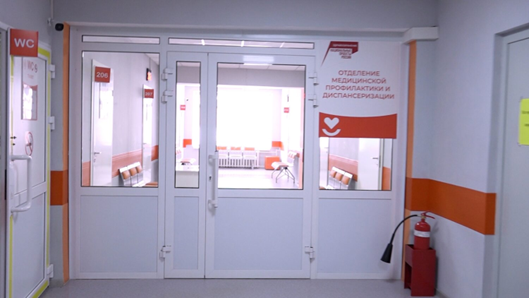 WC
206
ОТДЕЛЕНИЕ
МЕДИЦИНСКОЙ
ПРОФИЛАКТИКИ И
ДИСПАНСЕРИЗАЦИИ